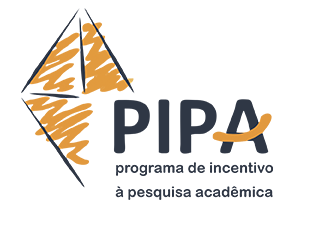 PIPA
programa de incentivo
à pesquisa acadêmica